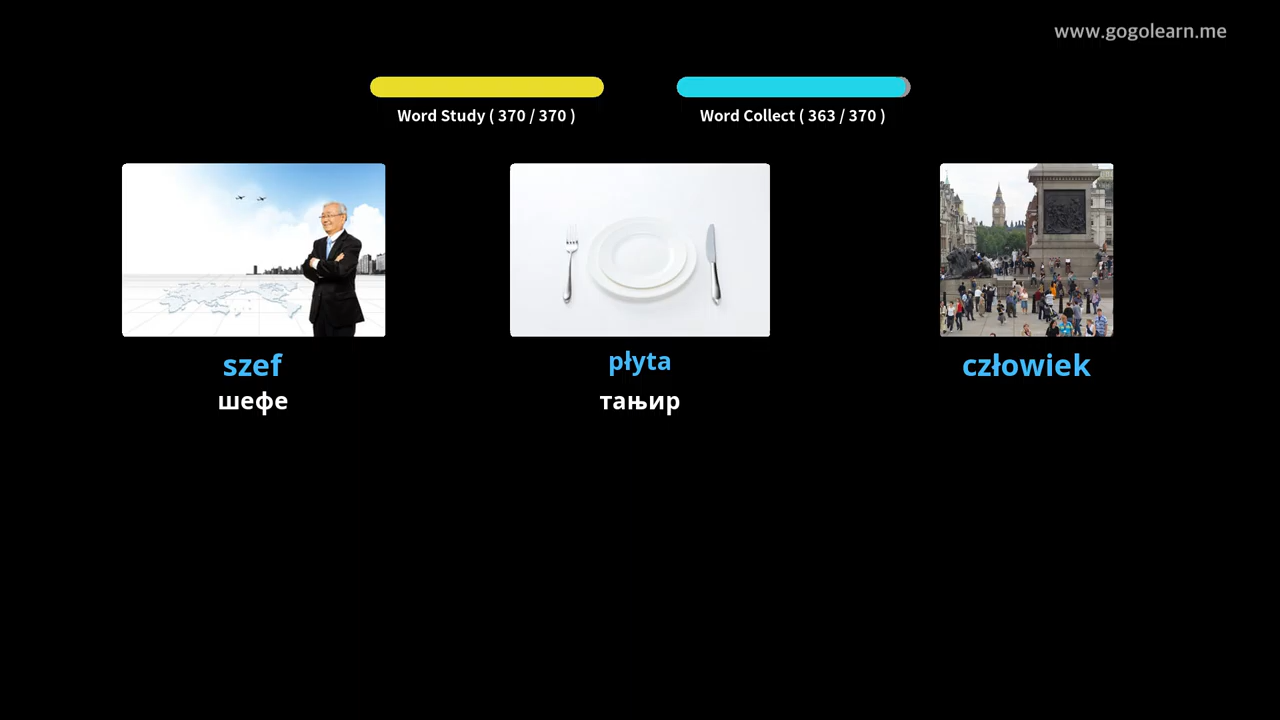 www.gogolearn.me
Word Study ( 370 / 370 )
Word Collect ( 363 / 370 )
szef
шефе
płyta
тањир
człowiek